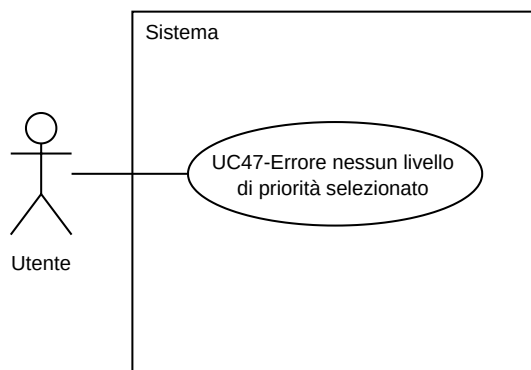 Sistema
UC47-Errore nessun livello
di priorità selezionato
Utente